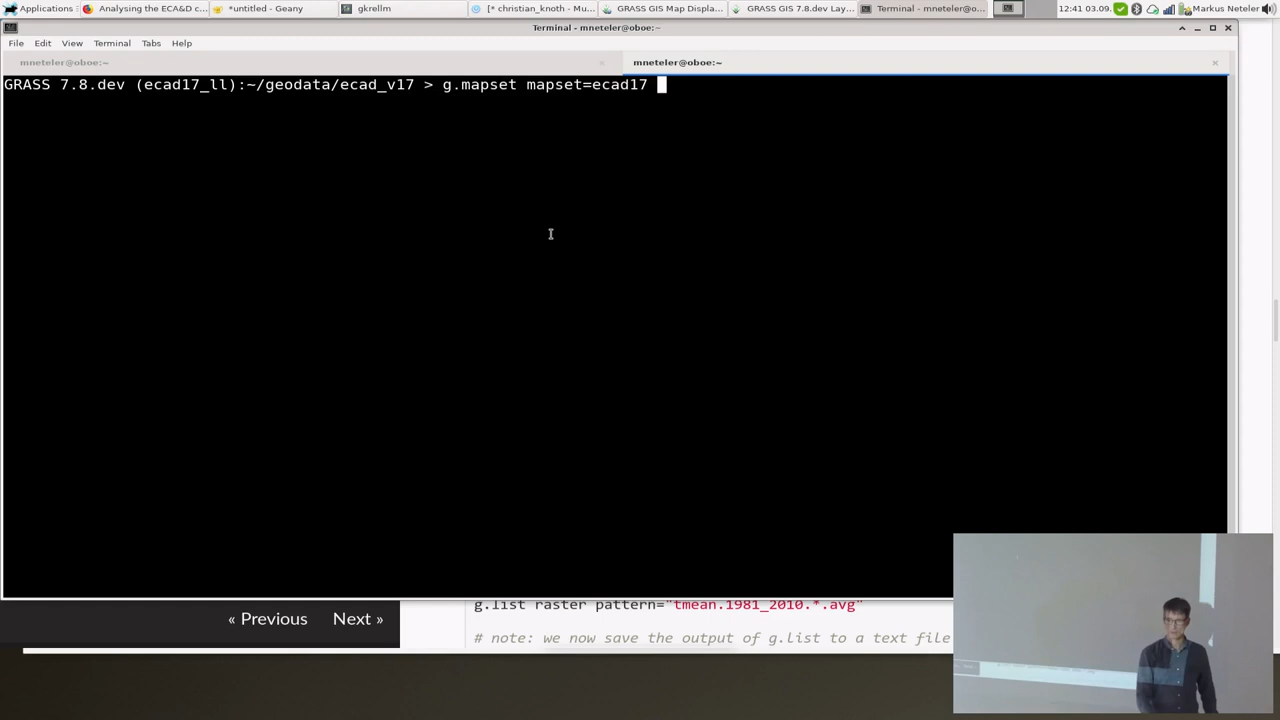 Applications
Analysing the ECA&D c...
*untitled - Geany
gkrellm
[* christian_knoth - Mu...
GRASS GIS Map Displa...
GRASS GIS 7.8.dev Lay...
Terminal - mneteler@o...
12:41 03.09.
Markus Neteler
Terminal - mneteler@oboe:~
File Edit View Terminal Tabs Help
mneteler@oboe:~
mneteler@oboe:~
GRASS 7.8.dev (ecad17_ll):~/geodata/ecad_v17 > g.mapset mapset=ecad17
g.list raster pattern="tmean.1981_2010.*.avg"
« Previous Next »
# note: we now save the output of g.list to a text file